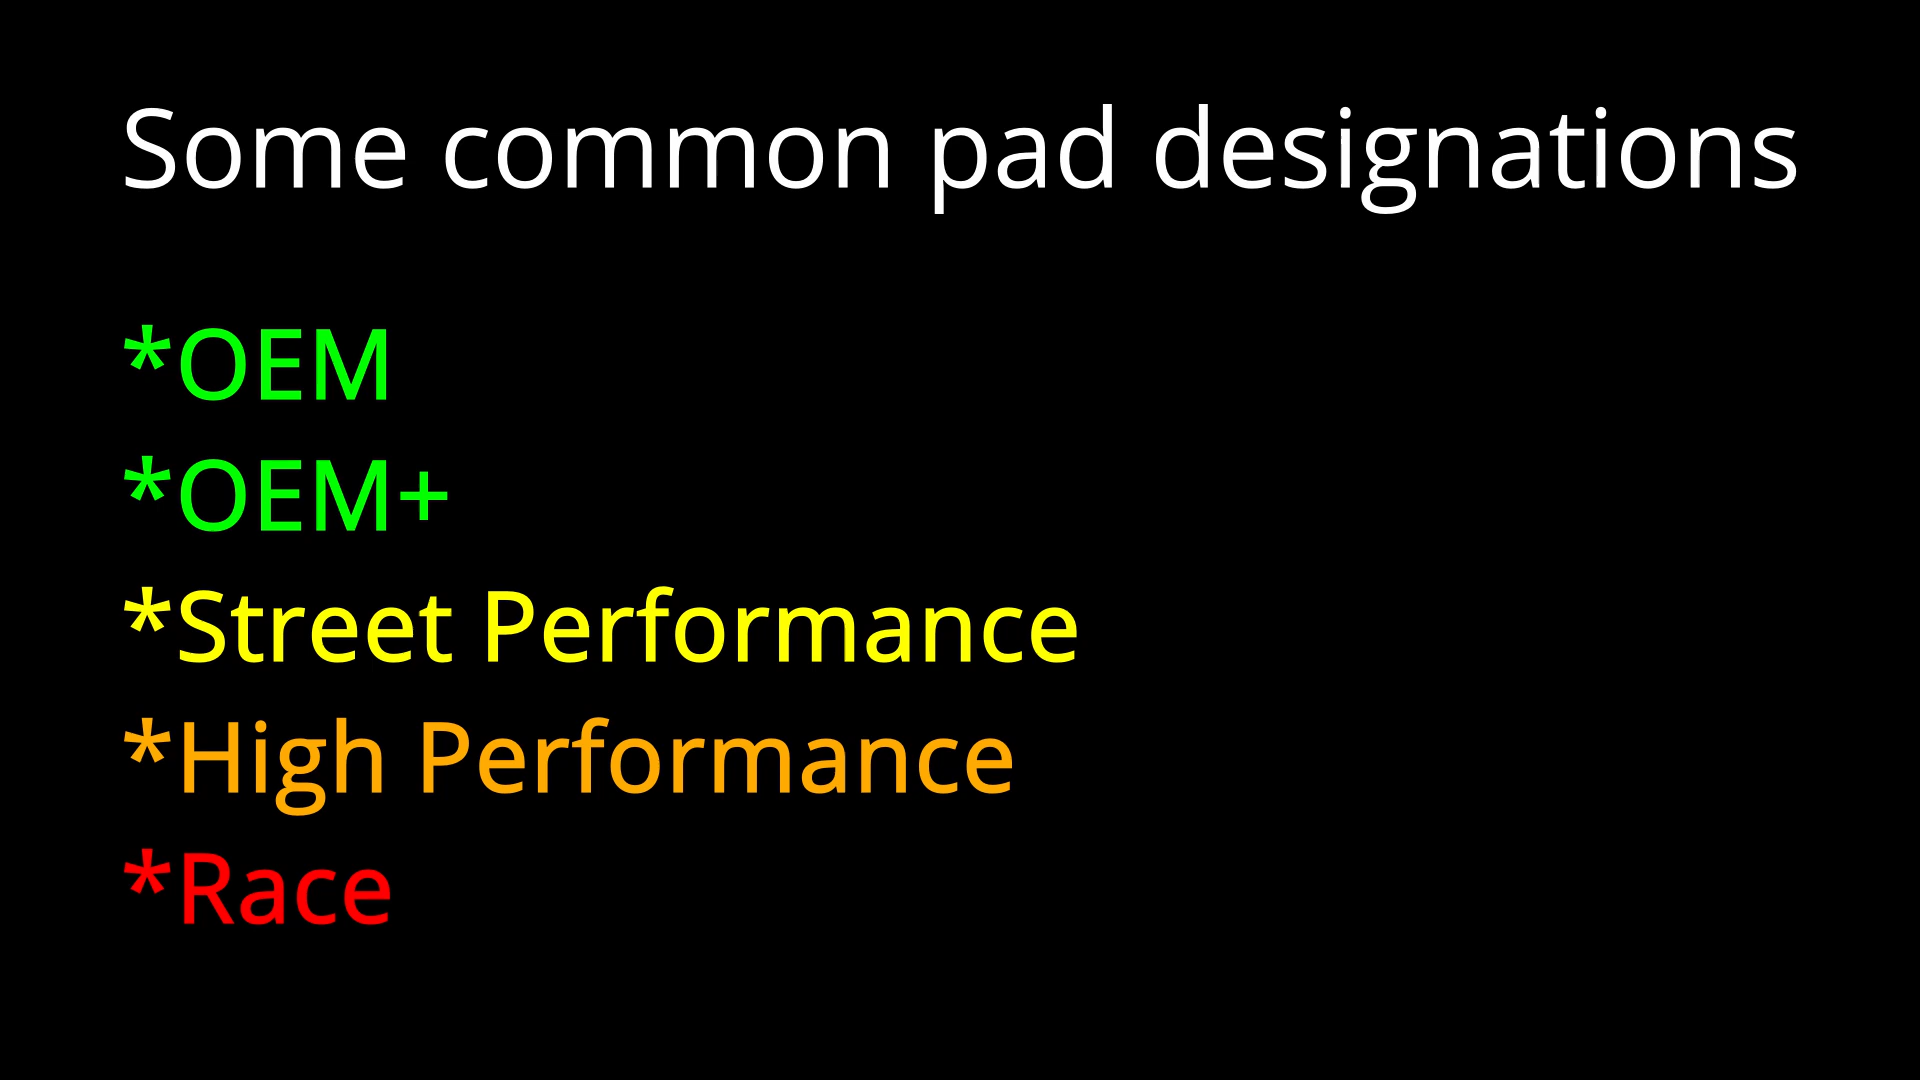 Some common pad designations
*OEM
*OEM+
*Street Performance
*High Performance
*Race